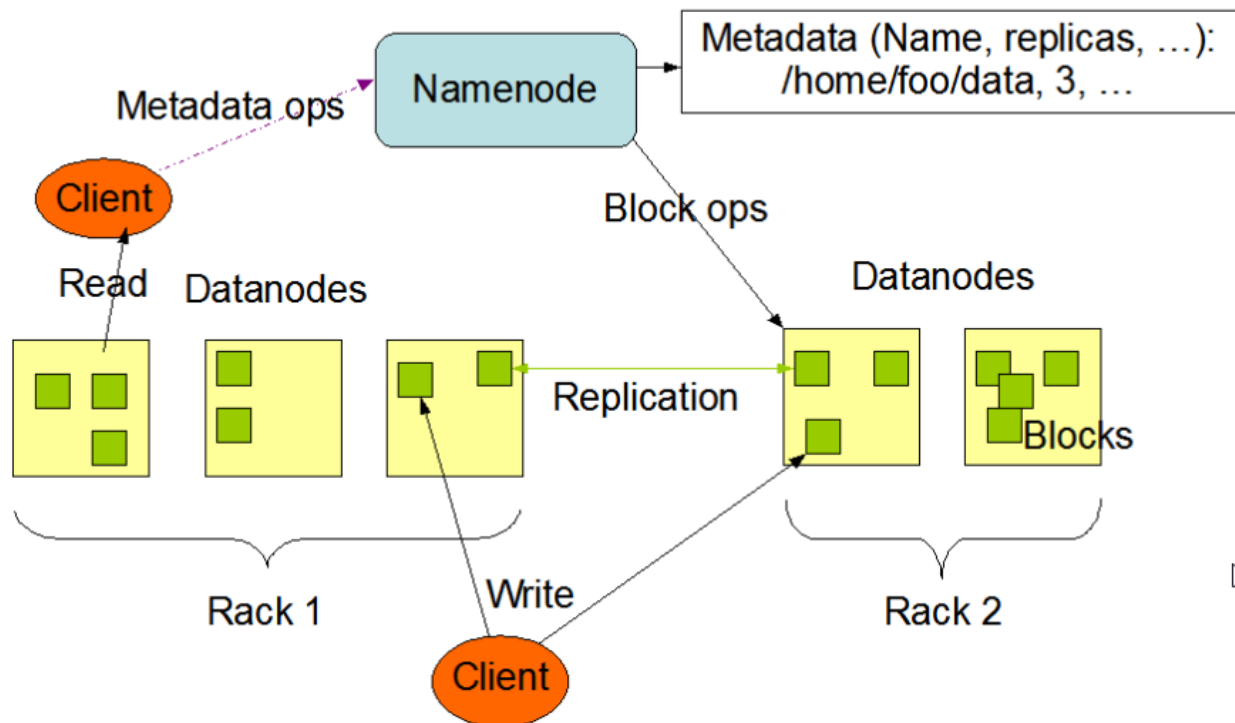 Metadata (Name, replicas, …):
/home/foo/data, 3, …
Namenode
Metadata ops
Client
Block ops
Read
Datanodes
Datanodes
Replication
Blocks
Rack 1
Write
Rack 2
Client